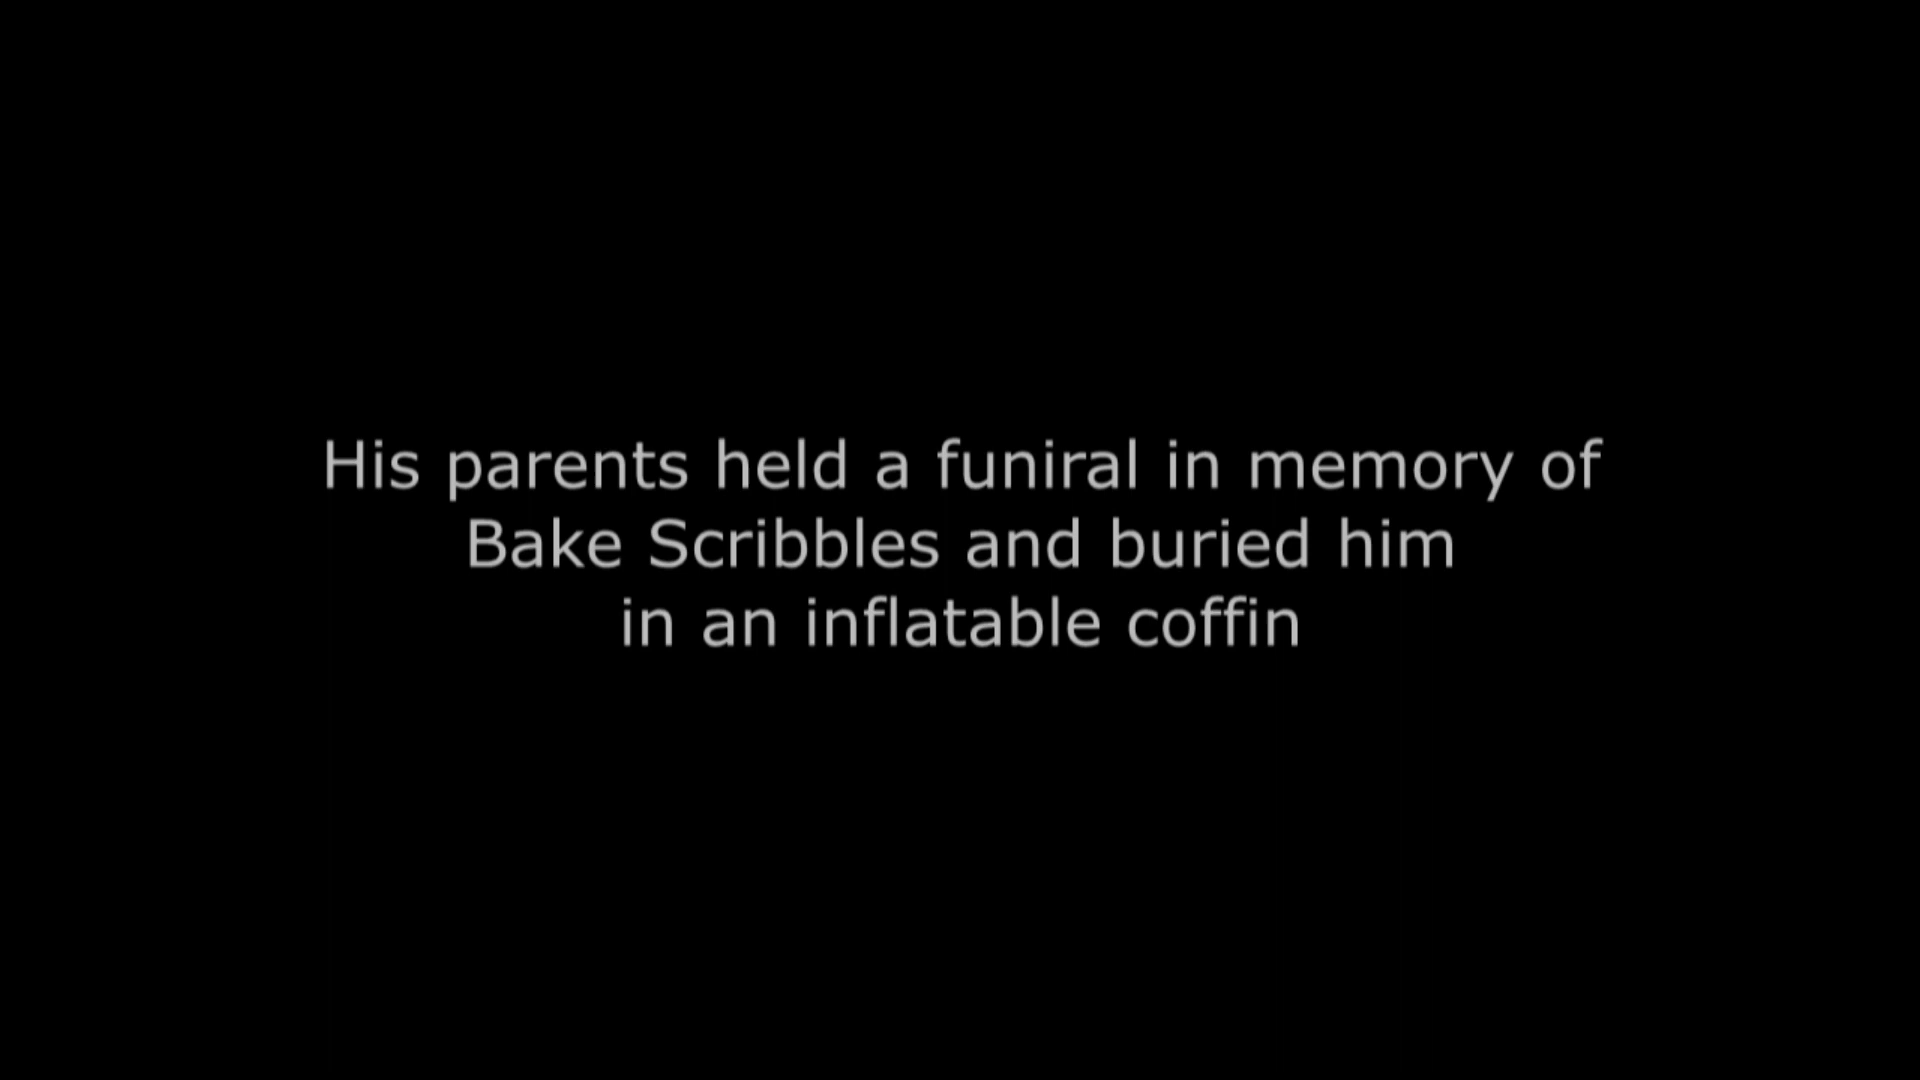 His parents held a funiral in memory of
Bake Scribbles and buried him
in an inflatable coffin